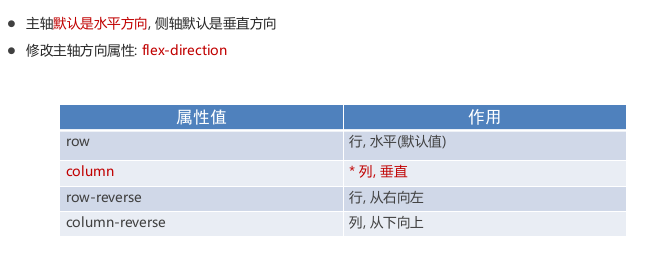 ● 主轴默认是水平方向, 侧轴默认是垂直方向
● 修改主轴方向属性: flex-direction
属性值 作用
row 行, 水平(默认值)
column * 列, 垂直
row-reverse 行, 从右向左
column-reverse 列, 从下向上